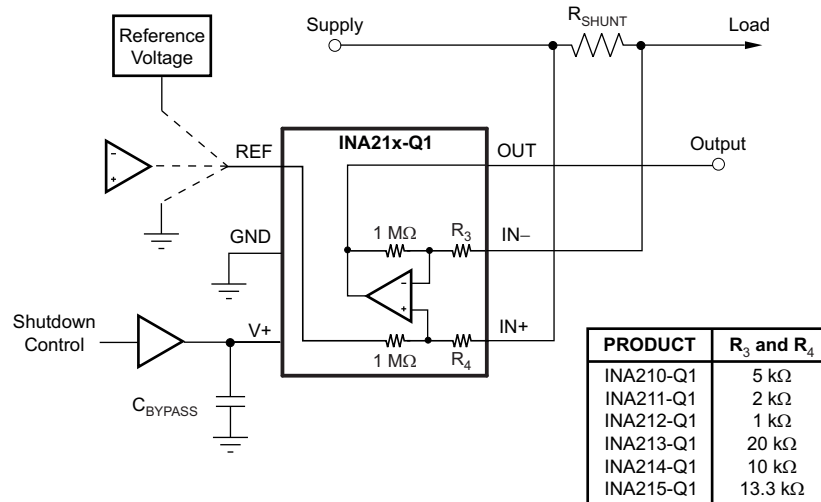 Supply
R_SHUNT
Load
Reference
Voltage
INA21x-Q1
OUT
Output
REF
-
+
1 MΩ
R3
IN−
GND
-
+
Shutdown
Control
V+
1 MΩ
R4
IN+
C_BYPASS
PRODUCT R3 and R4
INA210-Q1 5 kΩ
INA211-Q1 2 kΩ
INA212-Q1 1 kΩ
INA213-Q1 20 kΩ
INA214-Q1 10 kΩ
INA215-Q1 13.3 kΩ